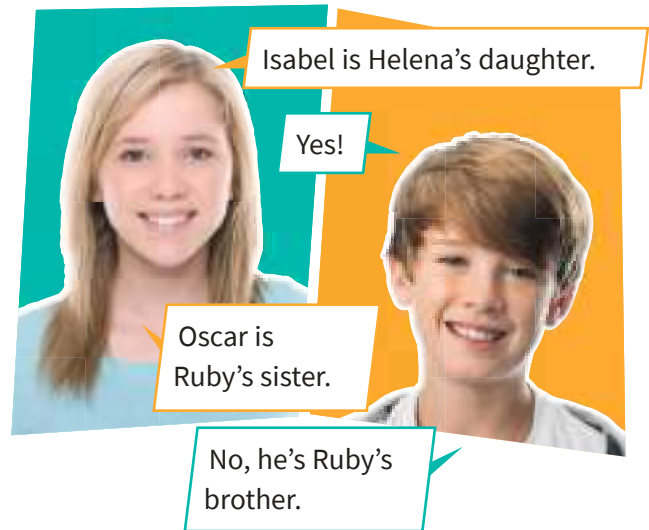 Isabel is Helena’s daughter.
Yes!
Oscar is
Ruby’s sister.
No, he’s Ruby’s
brother.